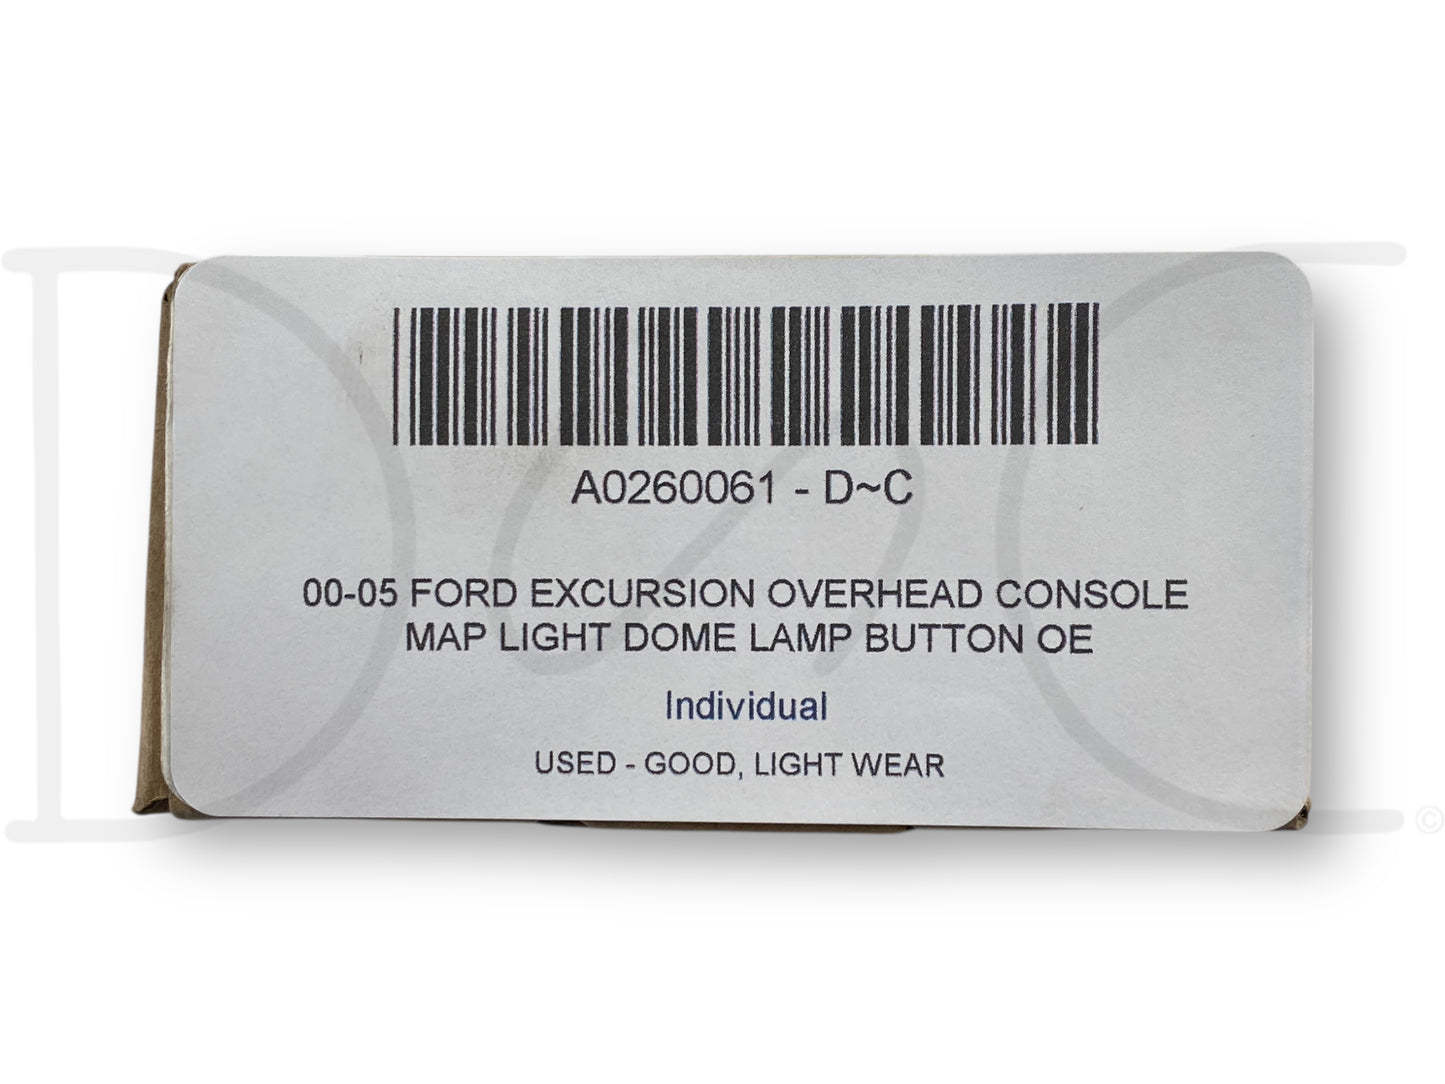 A0260061 - D~C
00-05 FORD EXCURSION OVERHEAD CONSOLE
MAP LIGHT DOME LAMP BUTTON OE
Individual
USED - GOOD, LIGHT WEAR
D~C ©